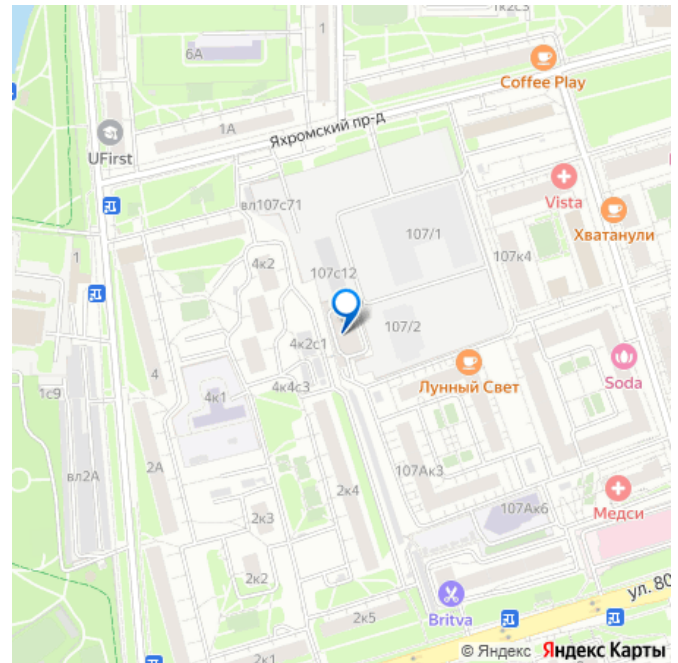 1к2с3
6А
1
Coffee Play
UFirst
1А
Яхромский пр-д
Vista
вл107с71
Хватанули
107/1
107к4
1
4к2
107с12
107/2
4к2с1
Лунный Свет
Soda
4
1с9
4к1
4к4с3
вл2А
2А
107Ак3
2к4
Медси
107Ак6
2к3
2к2
ул. 80
Britva
2к5
2к1
© Яндекс Яндекс Карты